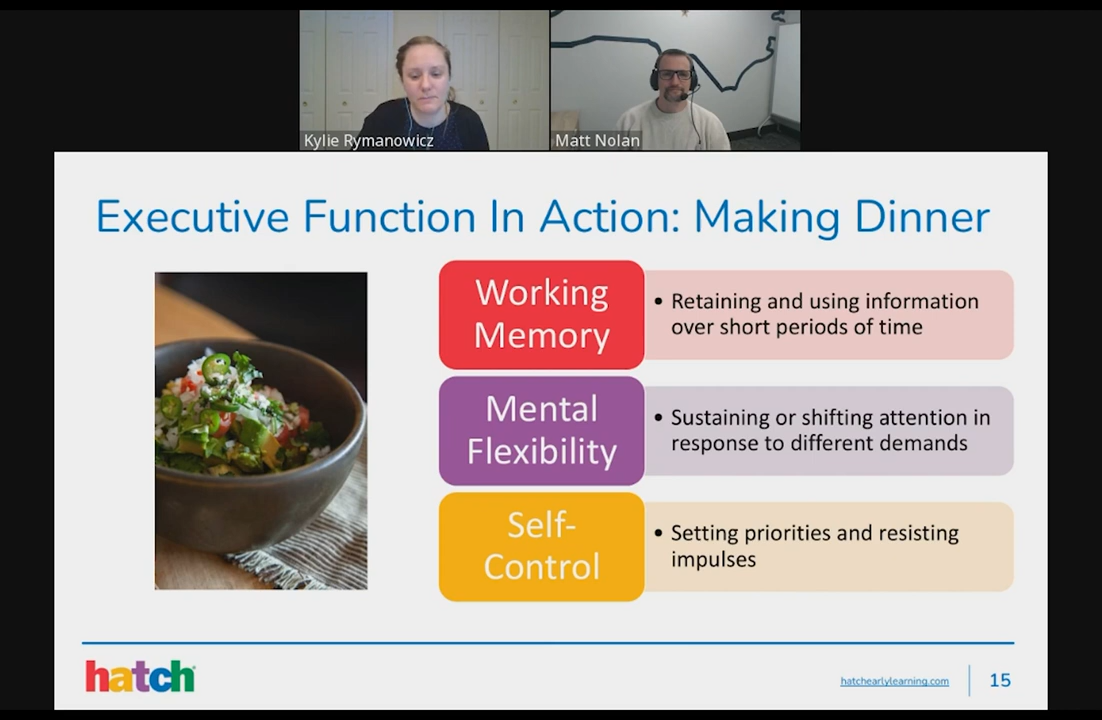 Kylie Rymanowicz
Matt Nolan
Executive Function In Action: Making Dinner
Working
Memory
• Retaining and using information
over short periods of time
Mental
Flexibility
• Sustaining or shifting attention in
response to different demands
Self-
Control
• Setting priorities and resisting
impulses
hatch
hatchearlylearning.com
15